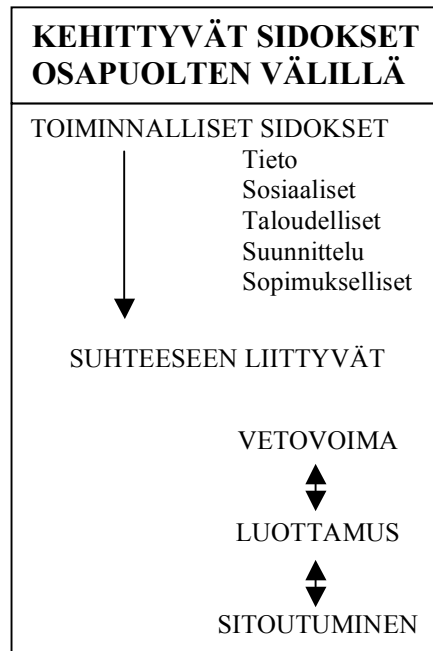 KEHITTYVÄT SIDOKSET
OSAPUOLTEN VÄLILLÄ
TOIMINNALLISET SIDOKSET
Tieto
Sosiaaliset
Taloudelliset
Suunnittelu
Sopimukselliset
SUHTEESEEN LIITTYVÄT
VETOVOIMA
LUOTTAMUS
SITOUTUMINEN